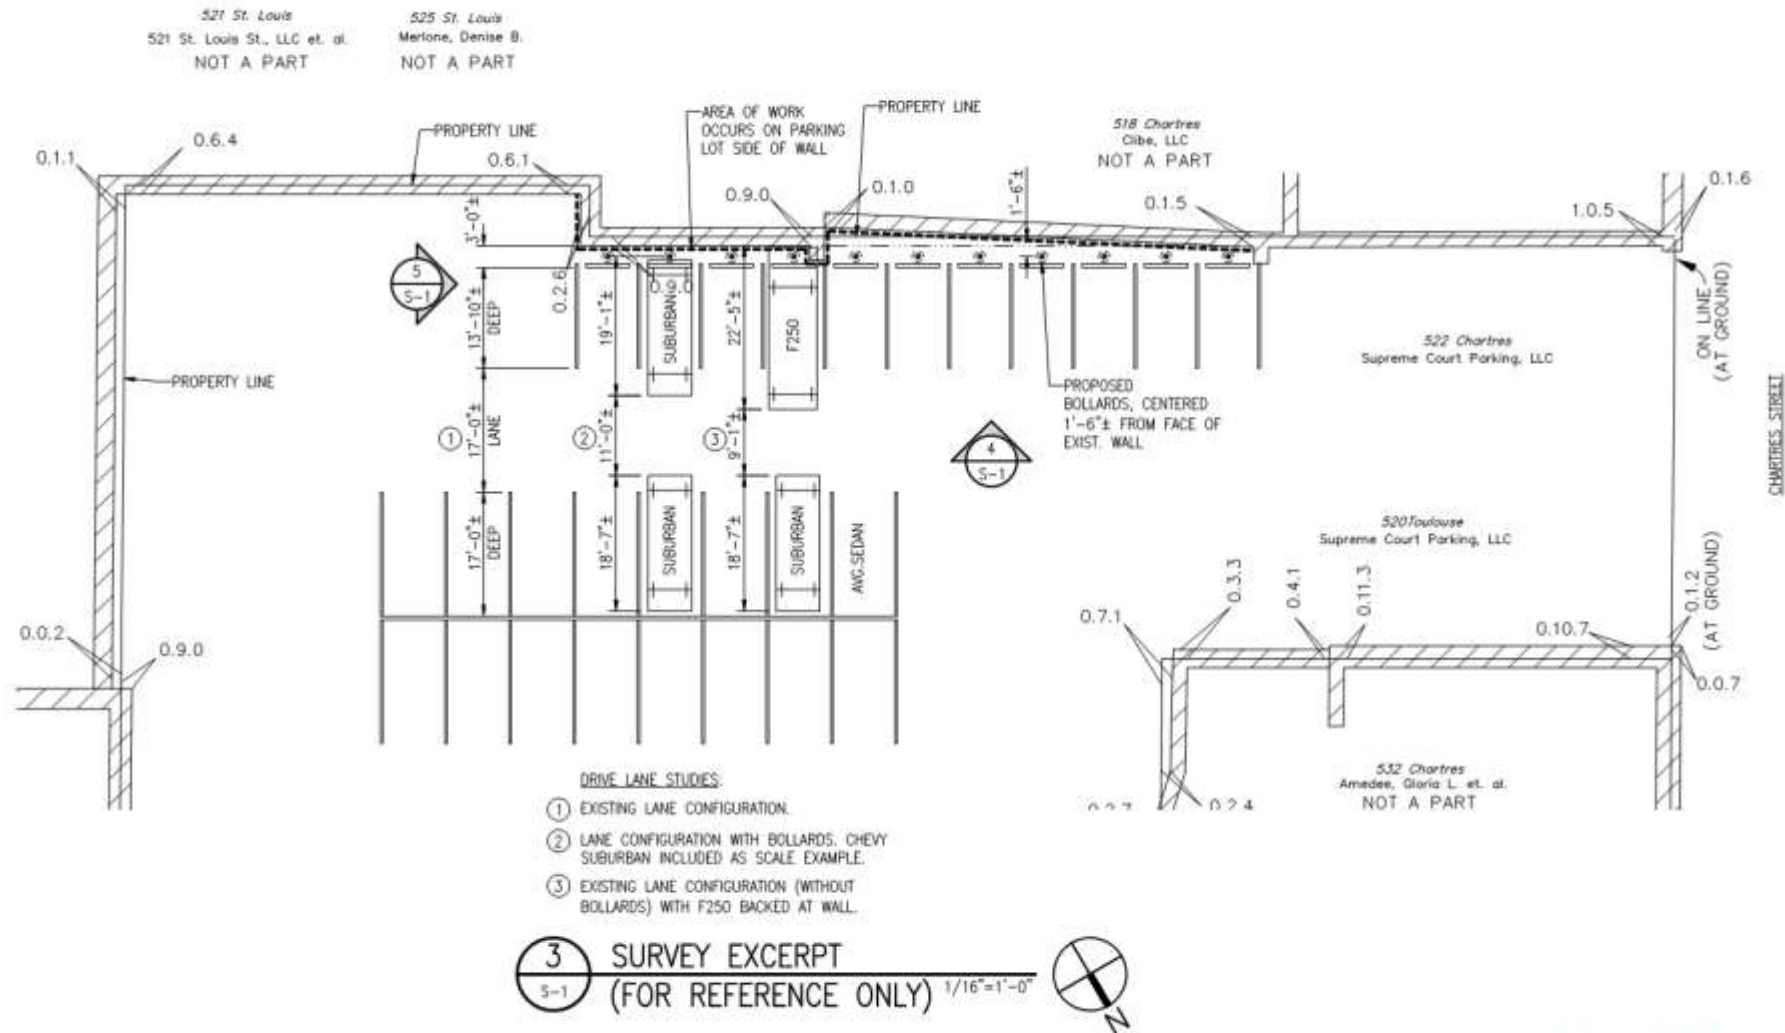 521 St. Louis
521 St. Louis St., LLC et. al.
NOT A PART
525 St. Louis
Merlone, Denise B.
NOT A PART
PROPERTY LINE
AREA OF WORK
OCCURS ON PARKING
LOT SIDE OF WALL
PROPERTY LINE
518 Chartres
Clibe, LLC
NOT A PART
0.1.1
0.6.4
0.6.1
0.9.0
0.1.0
1'-6"±
0.1.5
1.0.5
0.1.6
3'-0"±
5
S-1
0.2.6
0.9.0
13'-10"±
DEEP
19'-1"±
SUBURBAN
22'-5"±
F250
ON LINE
(AT GROUND)
522 Chartres
Supreme Court Parking, LLC
CHARTRES STREET
PROPERTY LINE
PROPOSED
BOLLARDS, CENTERED
1'-6"± FROM FACE OF
EXIST. WALL
1
17'-0"±
LANE
2
11'-0"±
3
9'-1"±
4
S-1
17'-0"±
DEEP
18'-7"±
SUBURBAN
18'-7"±
SUBURBAN
AVG.SEDAN
520Toulouse
Supreme Court Parking, LLC
0.0.2
0.9.0
0.7.1
0.3.3
0.4.1
0.11.3
0.10.7
0.1.2
(AT GROUND)
0.0.7
532 Chartres
Amedee, Gloria L. et. al.
NOT A PART
0.2.7
0.2.4
DRIVE LANE STUDIES:
1 EXISTING LANE CONFIGURATION.
2 LANE CONFIGURATION WITH BOLLARDS. CHEVY
SUBURBAN INCLUDED AS SCALE EXAMPLE.
3 EXISTING LANE CONFIGURATION (WITHOUT
BOLLARDS) WITH F250 BACKED AT WALL.
3
S-1
SURVEY EXCERPT
(FOR REFERENCE ONLY) 1/16"=1'-0"
N